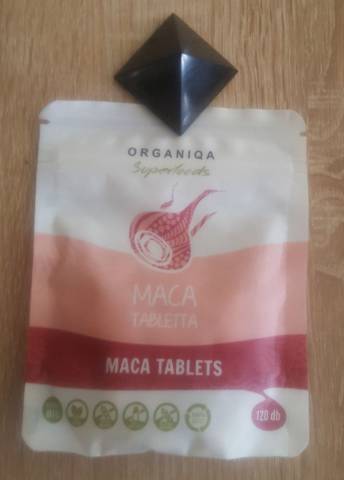 ORGANIQA
Superfoods
MACA
TABLETTA
MACA TABLETS
120 db